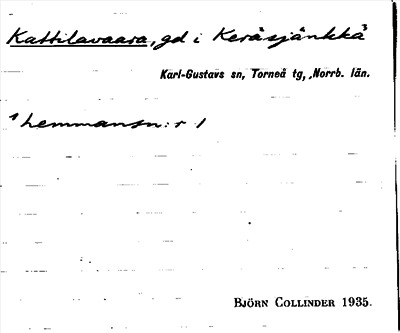 Kattilavaara, gd i Keräsjänkkä³
Karl-Gustavs sn, Torneå tg, Norrb. län.
¹ hemmansn:r 1
BJÖRN COLLINDER 1935.